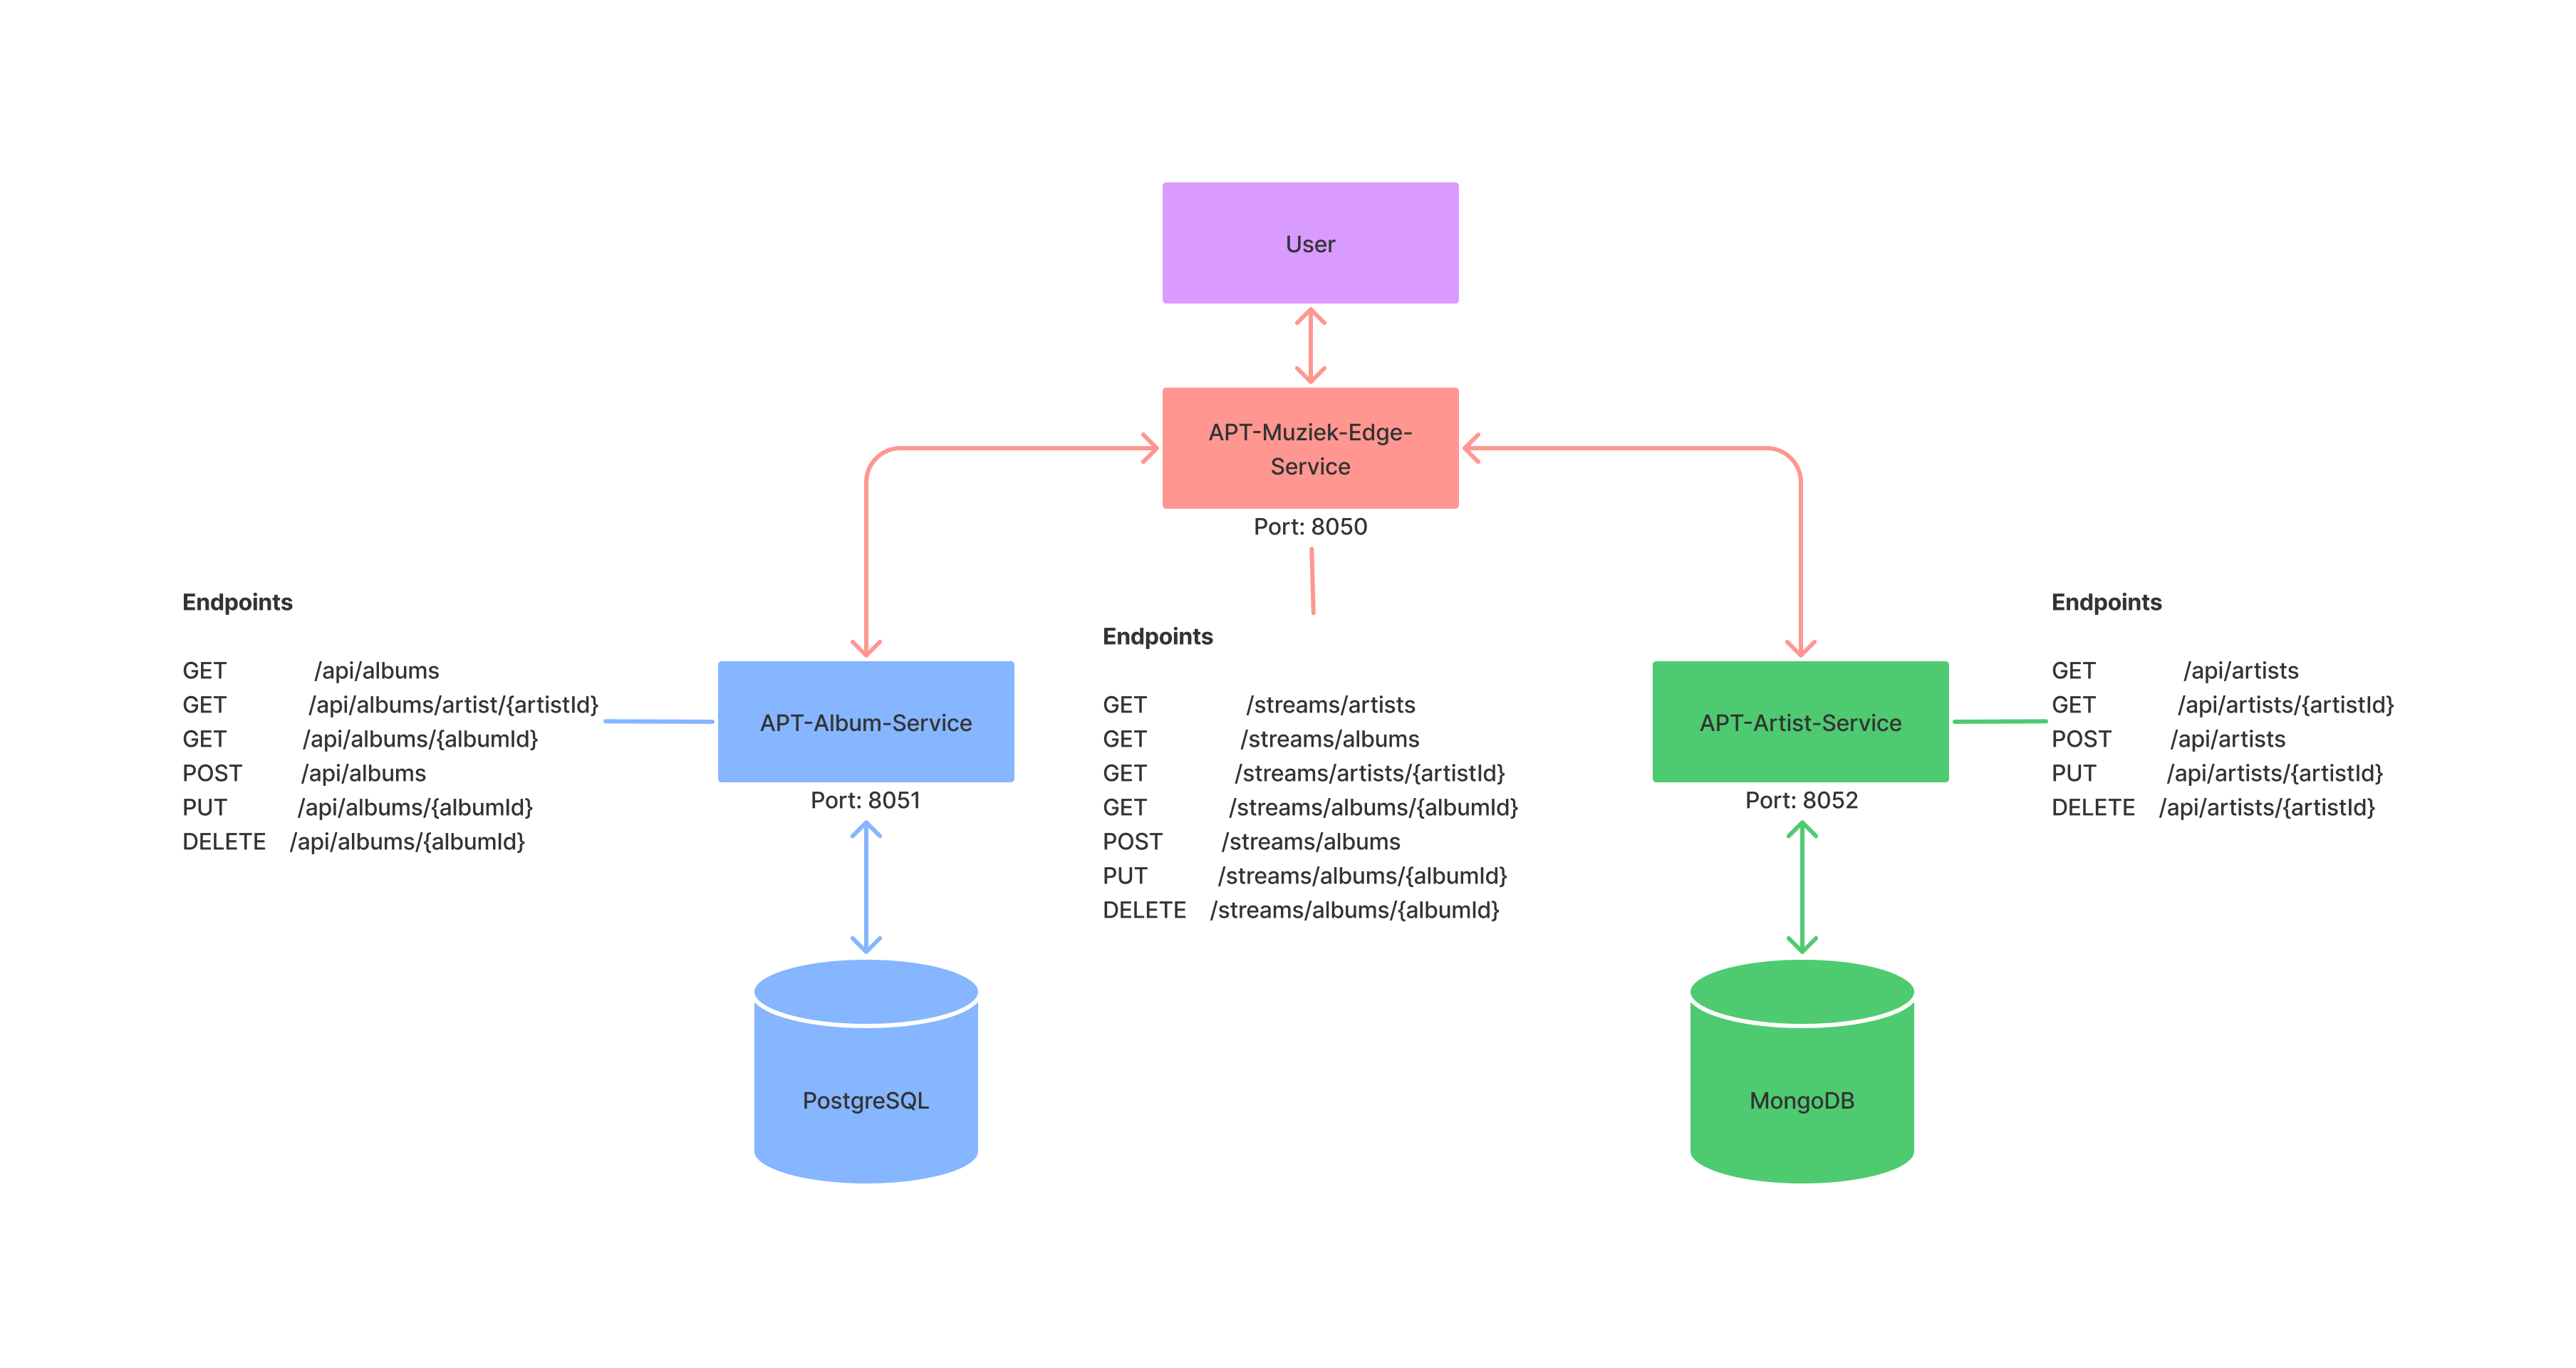 User
APT-Muziek-Edge-
Service
Port: 8050
Endpoints
GET /api/albums
GET /api/albums/artist/{artistId}
GET /api/albums/{albumId}
POST /api/albums
PUT /api/albums/{albumId}
DELETE /api/albums/{albumId}
APT-Album-Service
Port: 8051
PostgreSQL
Endpoints
GET /streams/artists
GET /streams/albums
GET /streams/artists/{artistId}
GET /streams/albums/{albumId}
POST /streams/albums
PUT /streams/albums/{albumId}
DELETE /streams/albums/{albumId}
APT-Artist-Service
Port: 8052
MongoDB
Endpoints
GET /api/artists
GET /api/artists/{artistId}
POST /api/artists
PUT /api/artists/{artistId}
DELETE /api/artists/{artistId}